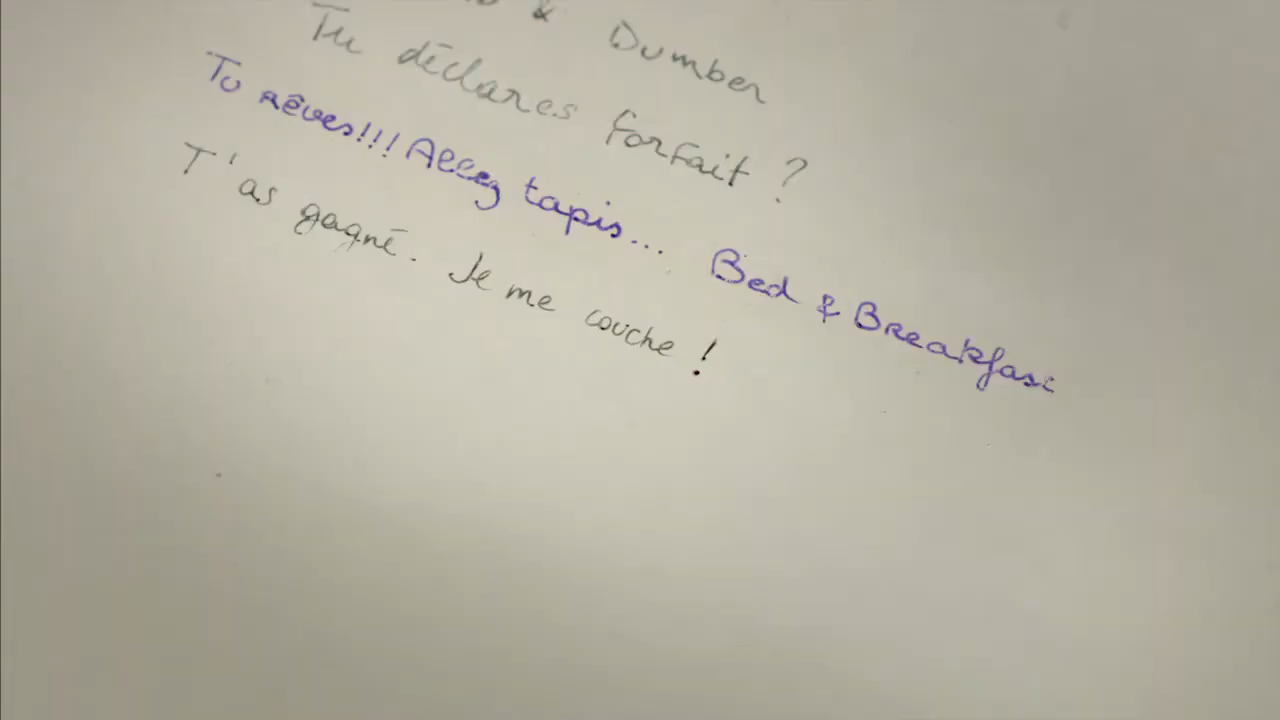 & Dumber
Tu déclares forfait ?
Tu rêves!!! Allez tapis... Bed & Breakfast
T'as gagné. Je me couche !